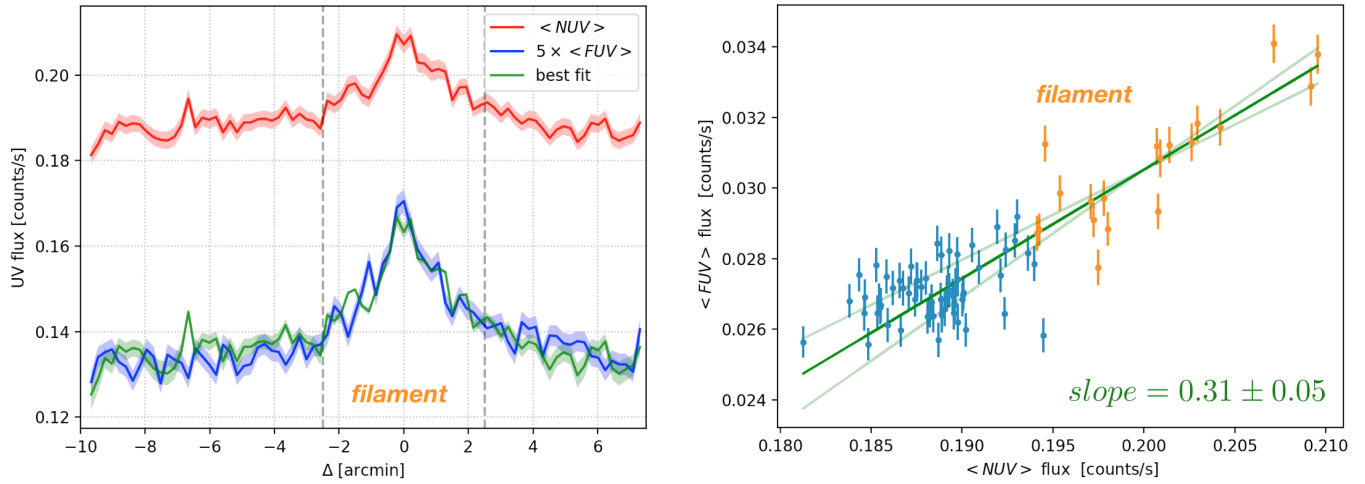 <NUV>
5 × <FUV>
best fit
0.20
0.18
0.16
0.14
0.12
UV flux [counts/s]
filament
−10
−8
−6
−4
−2
0
2
4
6
Δ [arcmin]
0.034
0.032
0.030
0.028
0.026
0.024
<FUV> flux [counts/s]
filament
slope = 0.31 ± 0.05
0.180
0.185
0.190
0.195
0.200
0.205
0.210
<NUV> flux [counts/s]